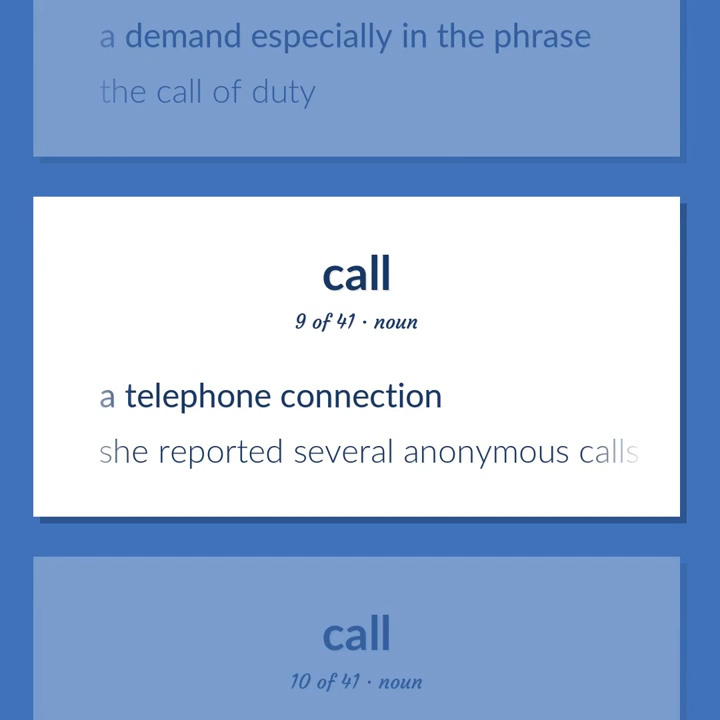 a demand especially in the phrase
the call of duty
call
9 of 41 · noun
a telephone connection
she reported several anonymous calls
call
10 of 41 · noun